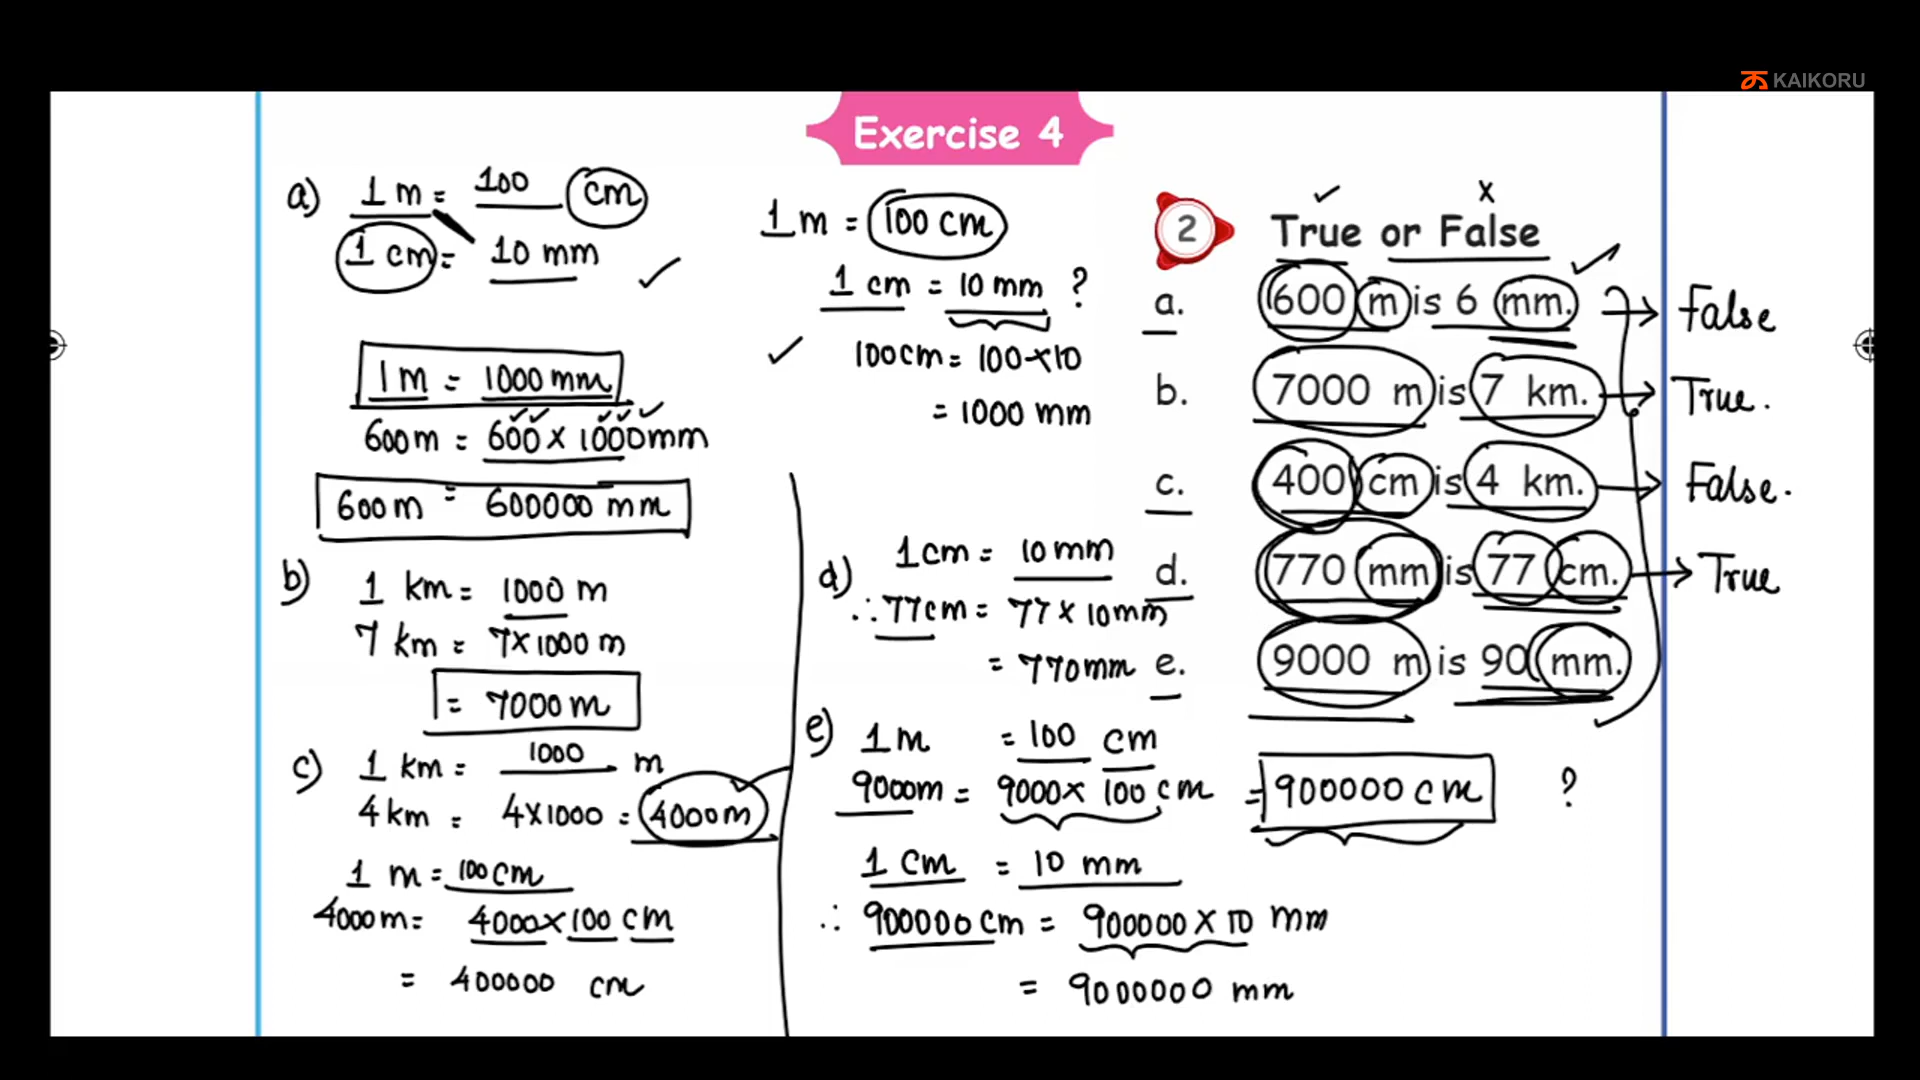 KAIKORU
Exercise 4
a) 1 m = 100 cm
1 cm = 10 mm
1 m = 1000 mm
600 m = 600 x 1000 mm
600 m = 600000 mm
b) 1 km = 1000 m
7 km = 7 x 1000 m
= 7000 m
c) 1 km = 1000 m
4 km = 4 x 1000 = 4000 m
1 m = 100 cm
4000 m = 4000 x 100 cm
= 400000 cm
1 m = 100 cm
1 cm = 10 mm ?
100 cm = 100 x 10
= 1000 mm
d) 1 cm = 10 mm
∴ 77 cm = 77 x 10 mm
= 770 mm
e) 1 m = 100 cm
9000 m = 9000 x 100 cm = 900000 cm ?
1 cm = 10 mm
∴ 900000 cm = 900000 x 10 mm
= 9000000 mm
✓ x
2 True or False
a. 600 m is 6 mm. → False
b. 7000 m is 7 km. → True.
c. 400 cm is 4 km. → False.
d. 770 mm is 77 cm. → True
e. 9000 m is 90 mm.